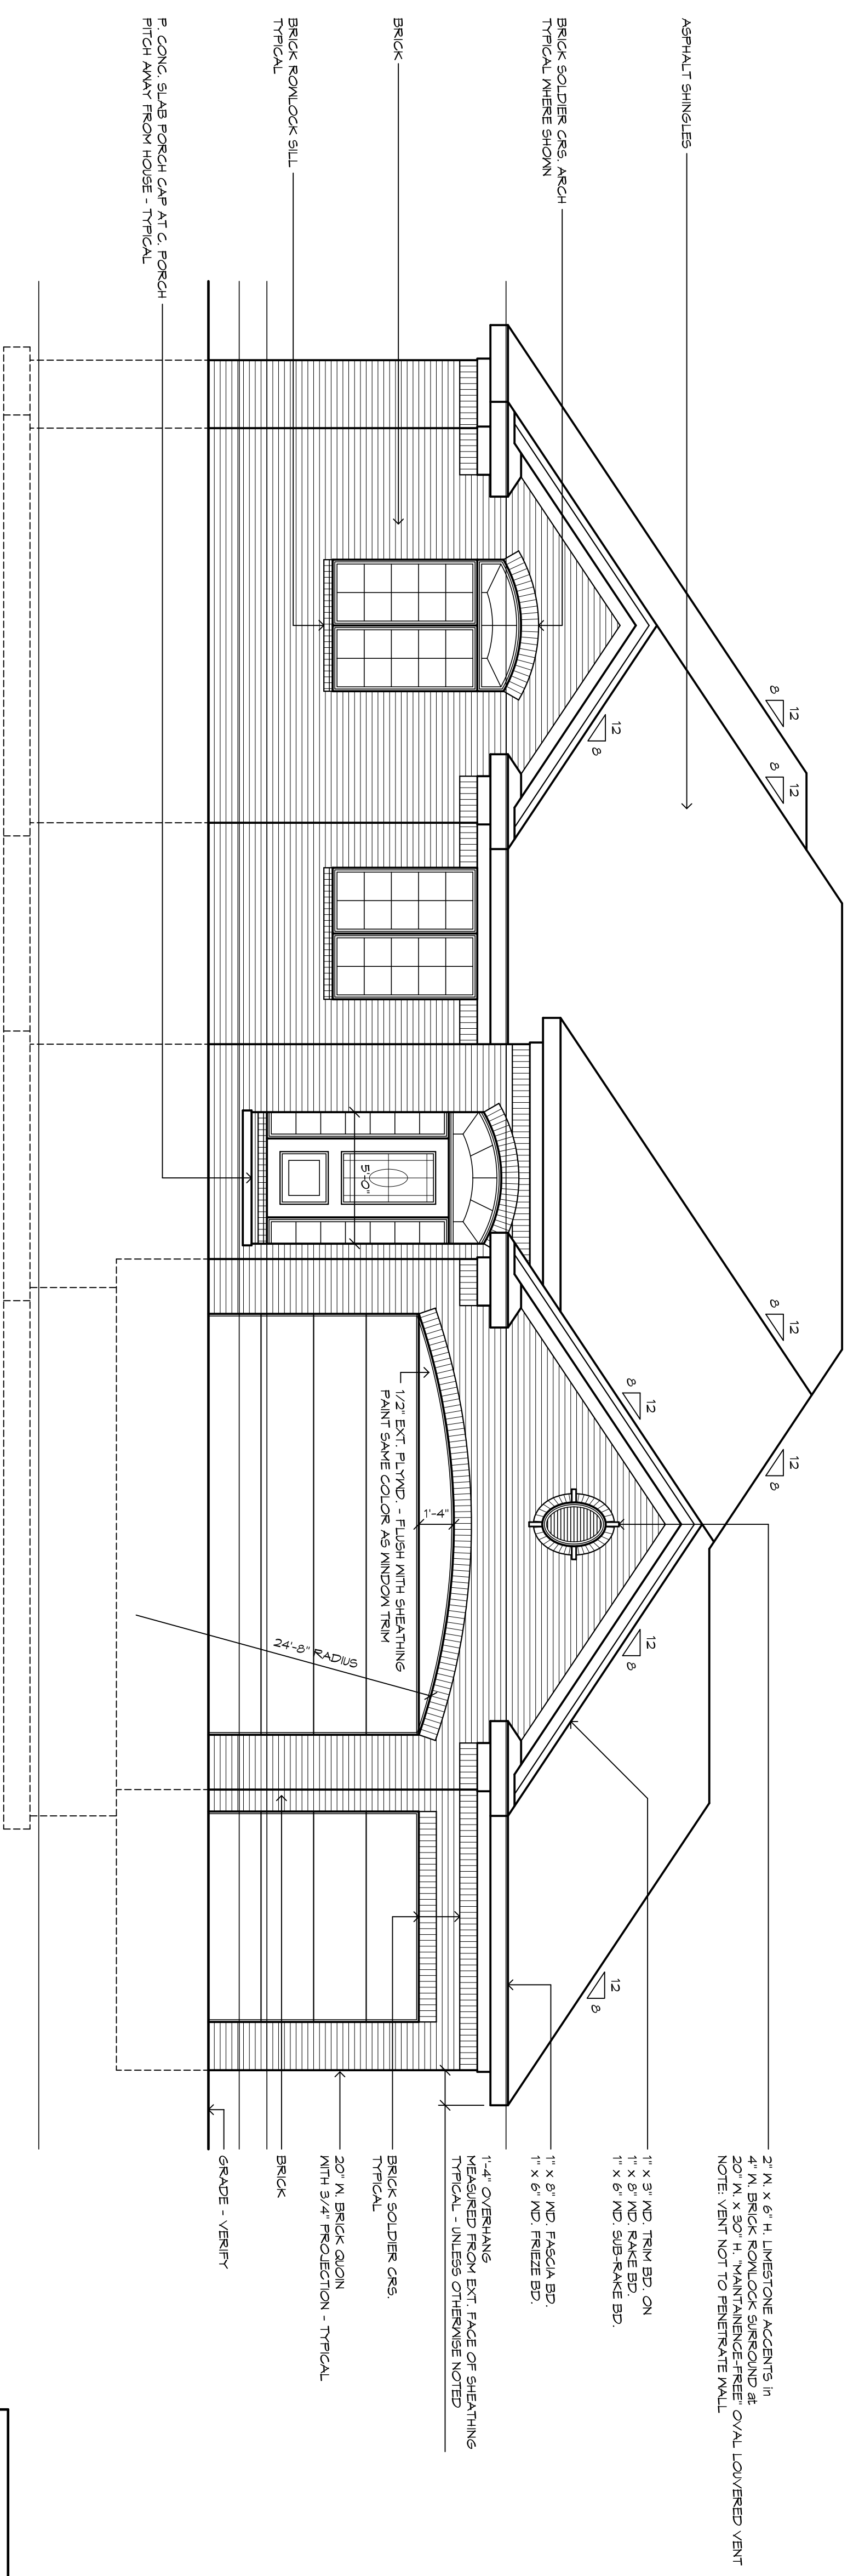 ASPHALT SHINGLES
BRICK SOLDIER CRS. ARCH
TYPICAL WHERE SHOWN
BRICK
BRICK ROWLOCK SILL
TYPICAL
P. CONC. SLAB PORCH CAP AT C. PORCH
PITCH AWAY FROM HOUSE - TYPICAL
12
8
12
8
12
8
12
8
12
8
12
8
12
8
12
8
5'-0"
1'-4"
1/2" EXT. PLYWD. - FLUSH WITH SHEATHING
PAINT SAME COLOR AS WINDOW TRIM
24'-8" RADIUS
2" W. x 6" H. LIMESTONE ACCENTS in
4" W. BRICK ROWLOCK SURROUND at
20" W. x 30" H. "MAINTAINENCE-FREE" OVAL LOUVERED VENT
NOTE: VENT NOT TO PENETRATE WALL
1" x 3" WD. TRIM BD. ON
1" x 8" WD. RAKE BD.
1" x 6" WD. SUB-RAKE BD.
1" x 8" WD. FASCIA BD.
1" x 6" WD. FRIEZE BD.
1'-4" OVERHANG
MEASURED FROM EXT. FACE OF SHEATHING
TYPICAL - UNLESS OTHERWISE NOTED
BRICK SOLDIER CRS.
TYPICAL
20" W. BRICK QUOIN
WITH 3/4" PROJECTION - TYPICAL
BRICK
GRADE - VERIFY